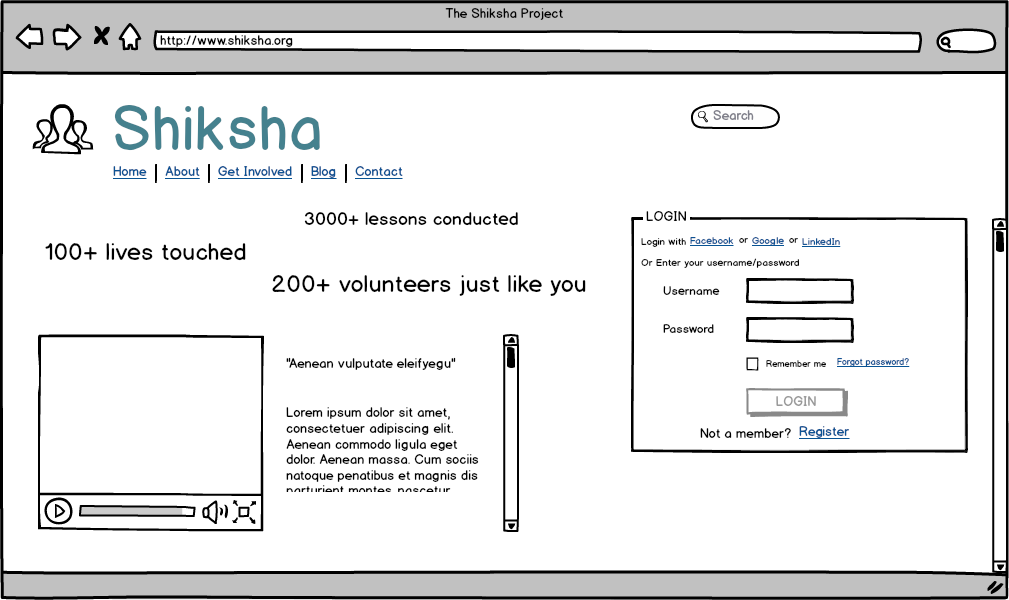 The Shiksha Project
http://www.shiksha.org
Shiksha
Search
Home About Get Involved Blog Contact
3000+ lessons conducted
100+ lives touched
200+ volunteers just like you
LOGIN
Login with Facebook or Google or LinkedIn
Or Enter your username/password
Username
Password
Remember me Forgot password?
LOGIN
Not a member? Register
"Aenean vulputate eleifyegu"
Lorem ipsum dolor sit amet,
consectetuer adipiscing elit.
Aenean commodo ligula eget
dolor. Aenean massa. Cum sociis
natoque penatibus et magnis dis
parturient montes, nascetur